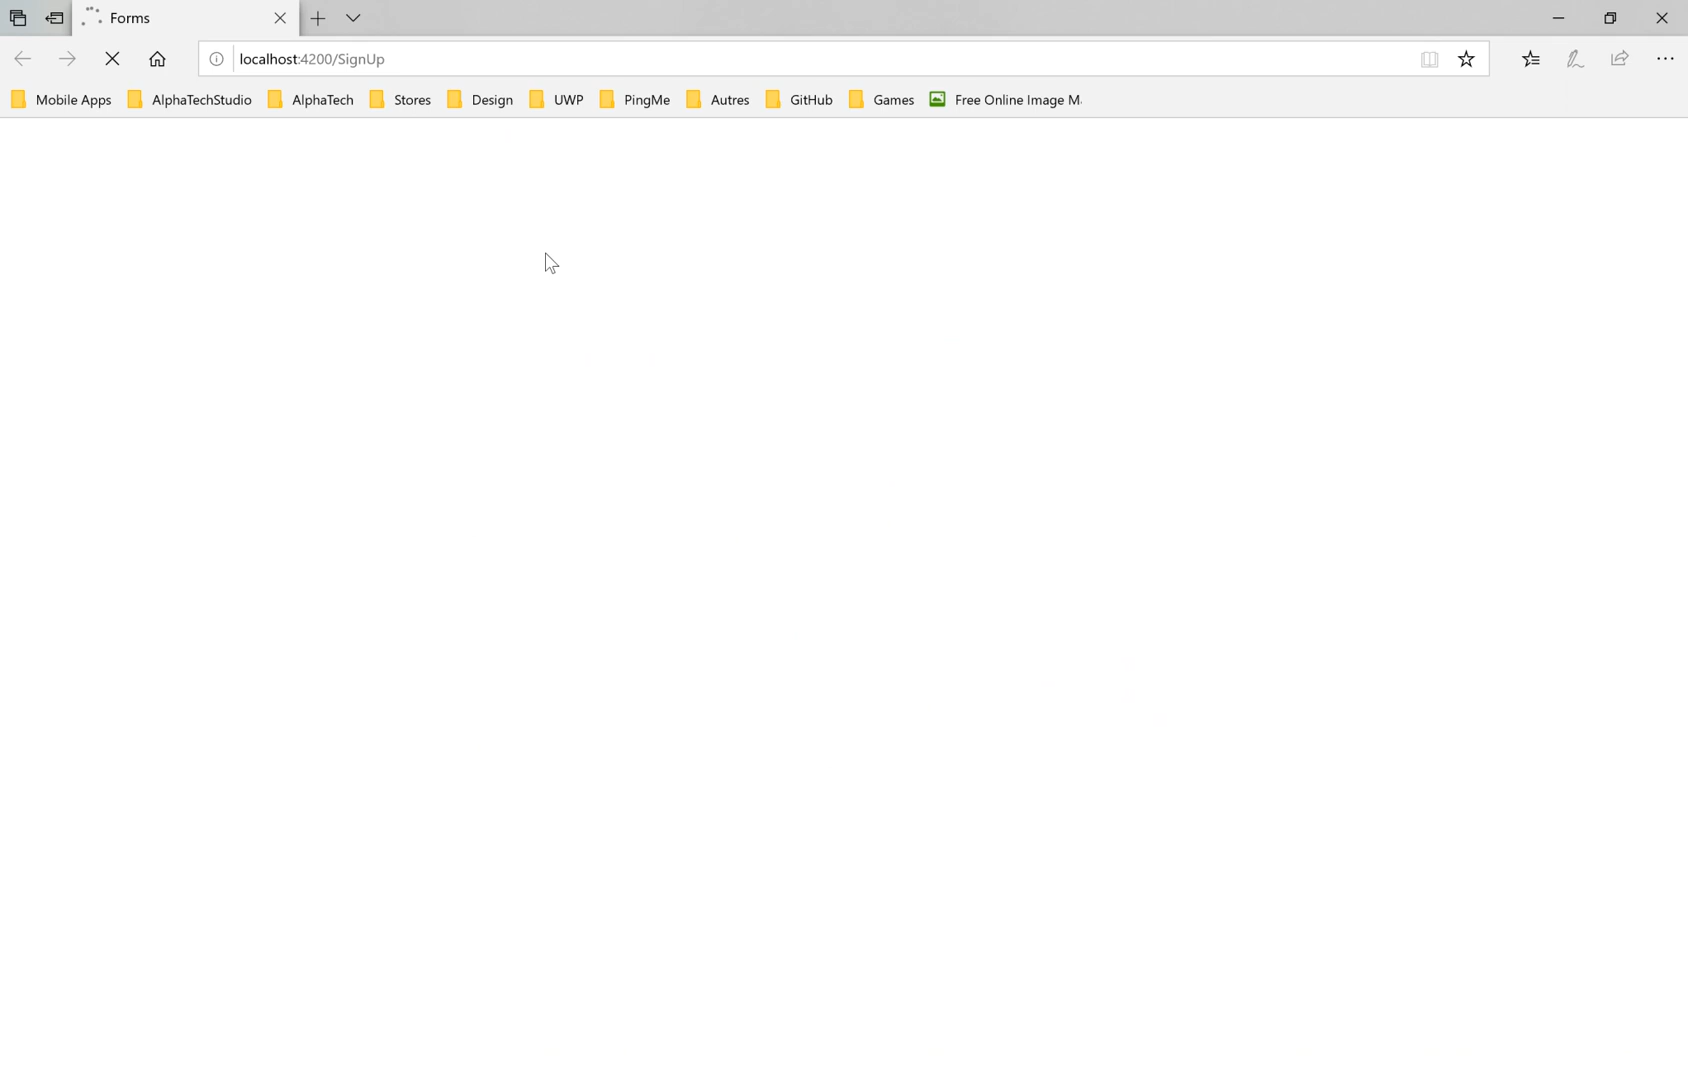 Forms
localhost:4200/SignUp
Mobile Apps AlphaTechStudio AlphaTech Stores Design UWP PingMe Autres GitHub Games Free Online Image M